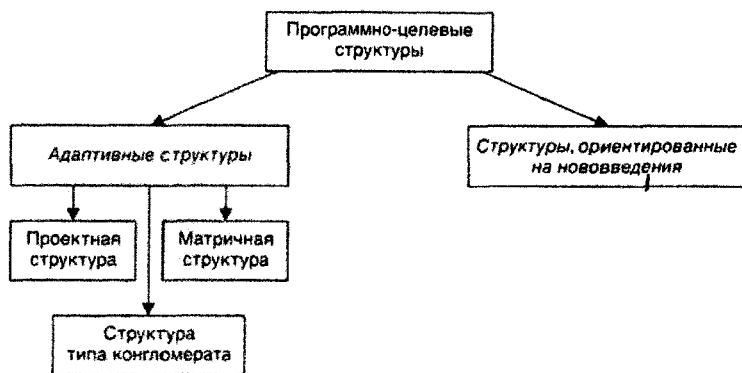 Программно-целевые
структуры
Адаптивные структуры
Структуры, ориентированные
на нововведения
Проектная
структура
Матричная
структура
Структура
типа конгломерата